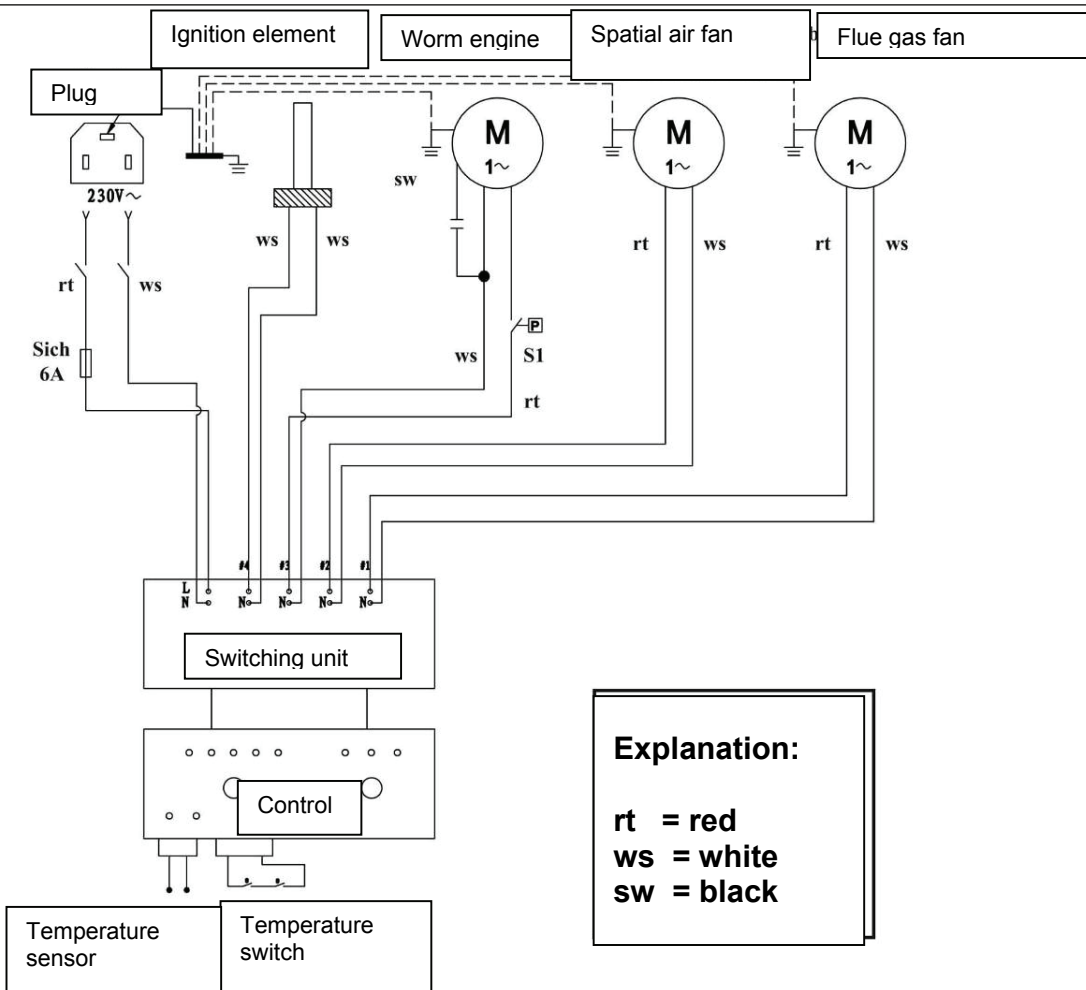 Ignition element
Worm engine
Spatial air fan
Flue gas fan
Plug
M
1~
M
1~
M
1~
230V~
sw
ws
ws
rt
ws
rt
ws
rt
ws
Sich
6A
ws
P
S1
rt
#4
#3
#2
#1
L
N
N
N
N
N
Switching unit
Control
Temperature
sensor
Temperature
switch
Explanation:
rt = red
ws = white
sw = black